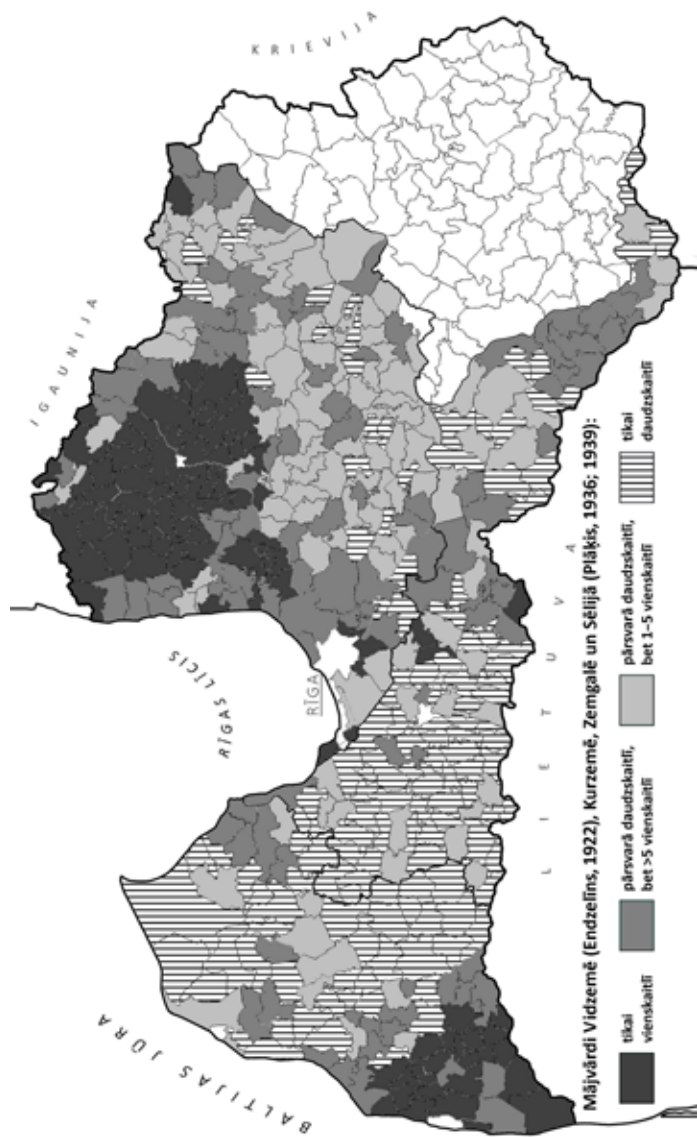 KRIEVIJA
IGAUNIJA
RĪGAS LĪCIS
RĪGA
BALTIJAS JŪRA
LIETUVA
Mājvārdi Vidzemē (Endzelīns, 1922), Kurzemē, Zemgalē un Sēlijā (Plāķis, 1936; 1939):
tikai
vienskaitlī
pārsvarā daudzskaitlī,
bet >5 vienskaitlī
pārsvarā daudzskaitlī,
bet 1–5 vienskaitlī
tikai
daudzskaitlī